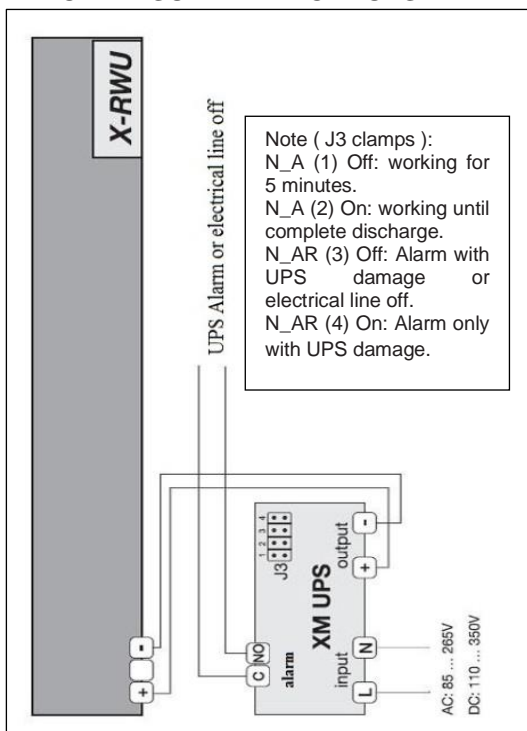 X-RWU
UPS Alarm or electrical line off
Note ( J3 clamps ):
N_A (1) Off: working for
5 minutes.
N_A (2) On: working until
complete discharge.
N_AR (3) Off: Alarm with
UPS damage or
electrical line off.
N_AR (4) On: Alarm only
with UPS damage.
+ -
C NO
alarm
J3
1 2 3 4
XM UPS
input
output
L N + -
AC: 85 ... 265V
DC: 110 ... 350V